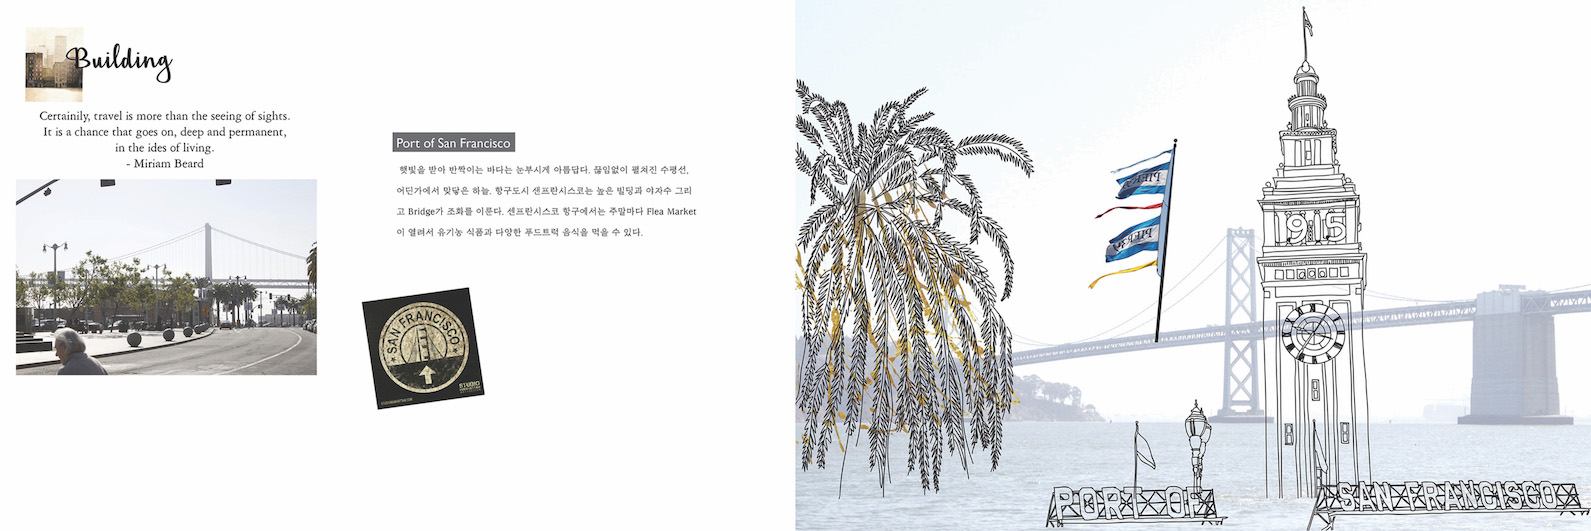 Building
Certainily, travel is more than the seeing of sights.
It is a chance that goes on, deep and permanent,
in the ides of living.
- Miriam Beard
Port of San Francisco
햇빛을 받아 반짝이는 바다는 눈부시게 아름답다. 끊임없이 펼쳐진 수평선,
어딘가에서 맞닿은 하늘. 항구도시 샌프란시스코는 높은 빌딩과 야자수 그리
고 Bridge가 조화를 이룬다. 샌프란시스코 항구에서는 주말마다 Flea Market
이 열려서 유기농 식품과 다양한 푸드트럭 음식을 먹을 수 있다.
SAN FRANCISCO
STUDIO
PIER 39
PIER 39
1915
PORT OF SAN FRANCISCO